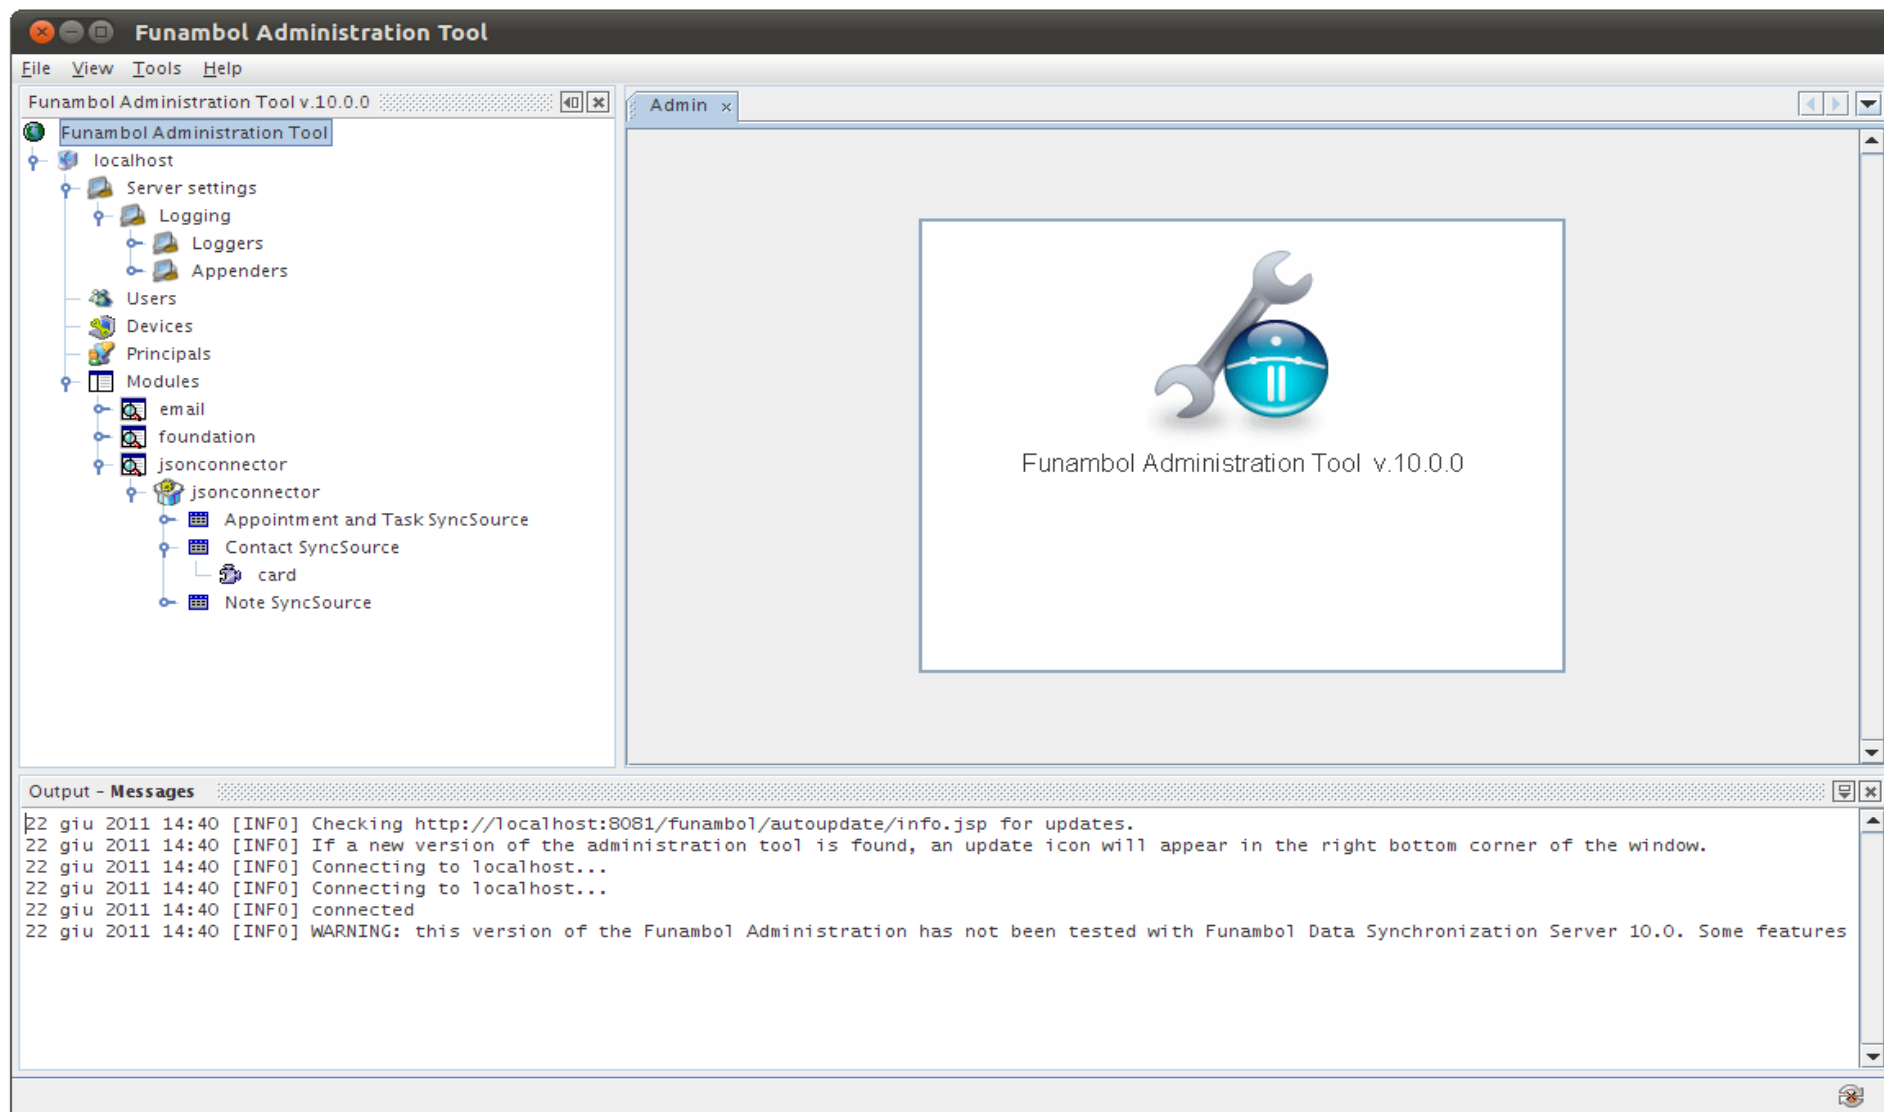 Funambol Administration Tool
File View Tools Help
Funambol Administration Tool v.10.0.0
Funambol Administration Tool
localhost
Server settings
Logging
Loggers
Appenders
Users
Devices
Principals
Modules
email
foundation
jsonconnector
jsonconnector
Appointment and Task SyncSource
Contact SyncSource
card
Note SyncSource
Admin
Funambol Administration Tool v.10.0.0
Output - Messages
22 giu 2011 14:40 [INFO] Checking http://localhost:8081/funambol/autoupdate/info.jsp for updates.
22 giu 2011 14:40 [INFO] If a new version of the administration tool is found, an update icon will appear in the right bottom corner of the window.
22 giu 2011 14:40 [INFO] Connecting to localhost...
22 giu 2011 14:40 [INFO] Connecting to localhost...
22 giu 2011 14:40 [INFO] connected
22 giu 2011 14:40 [INFO] WARNING: this version of the Funambol Administration has not been tested with Funambol Data Synchronization Server 10.0. Some features